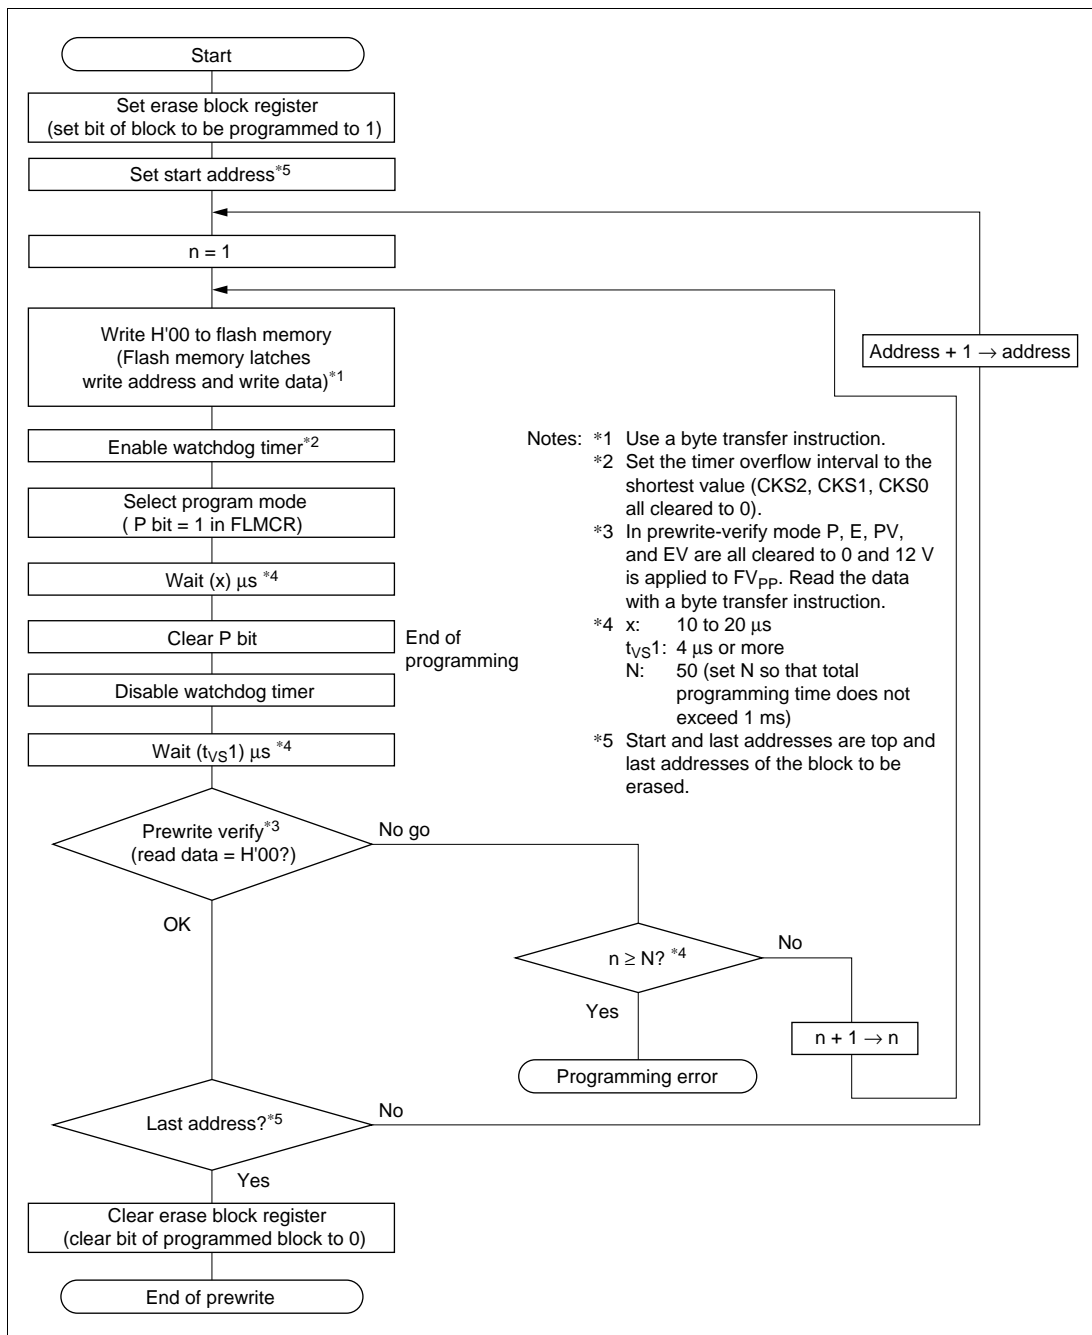 Start
Set erase block register
(set bit of block to be programmed to 1)
Set start address*5
n = 1
Write H'00 to flash memory
(Flash memory latches
write address and write data)*1
Address + 1 → address
Enable watchdog timer*2
Select program mode
( P bit = 1 in FLMCR)
Wait (x) µs *4
Clear P bit
End of
programming
Disable watchdog timer
Wait (tVS1) µs *4
Notes: *1 Use a byte transfer instruction.
*2 Set the timer overflow interval to the
shortest value (CKS2, CKS1, CKS0
all cleared to 0).
*3 In prewrite-verify mode P, E, PV,
and EV are all cleared to 0 and 12 V
is applied to FVPP. Read the data
with a byte transfer instruction.
*4 x: 10 to 20 µs
tVS1: 4 µs or more
N: 50 (set N so that total
programming time does not
exceed 1 ms)
*5 Start and last addresses are top and
last addresses of the block to be
erased.
Prewrite verify*3
(read data = H'00?)
No go
OK
n ≥ N? *4
No
Yes
n + 1 → n
Programming error
Last address?*5
No
Yes
Clear erase block register
(clear bit of programmed block to 0)
End of prewrite